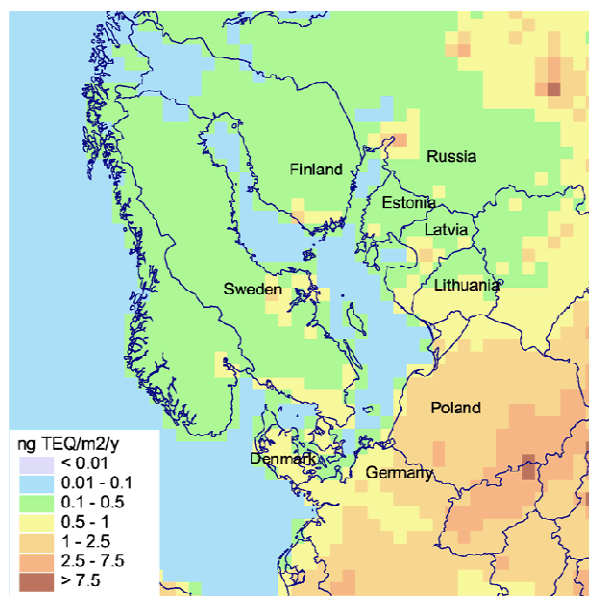 Finland
Russia
Estonia
Latvia
Sweden
Lithuania
Poland
Denmark
Germany
ng TEQ/m2/y
< 0.01
0.01 - 0.1
0.1 - 0.5
0.5 - 1
1 - 2.5
2.5 - 7.5
> 7.5